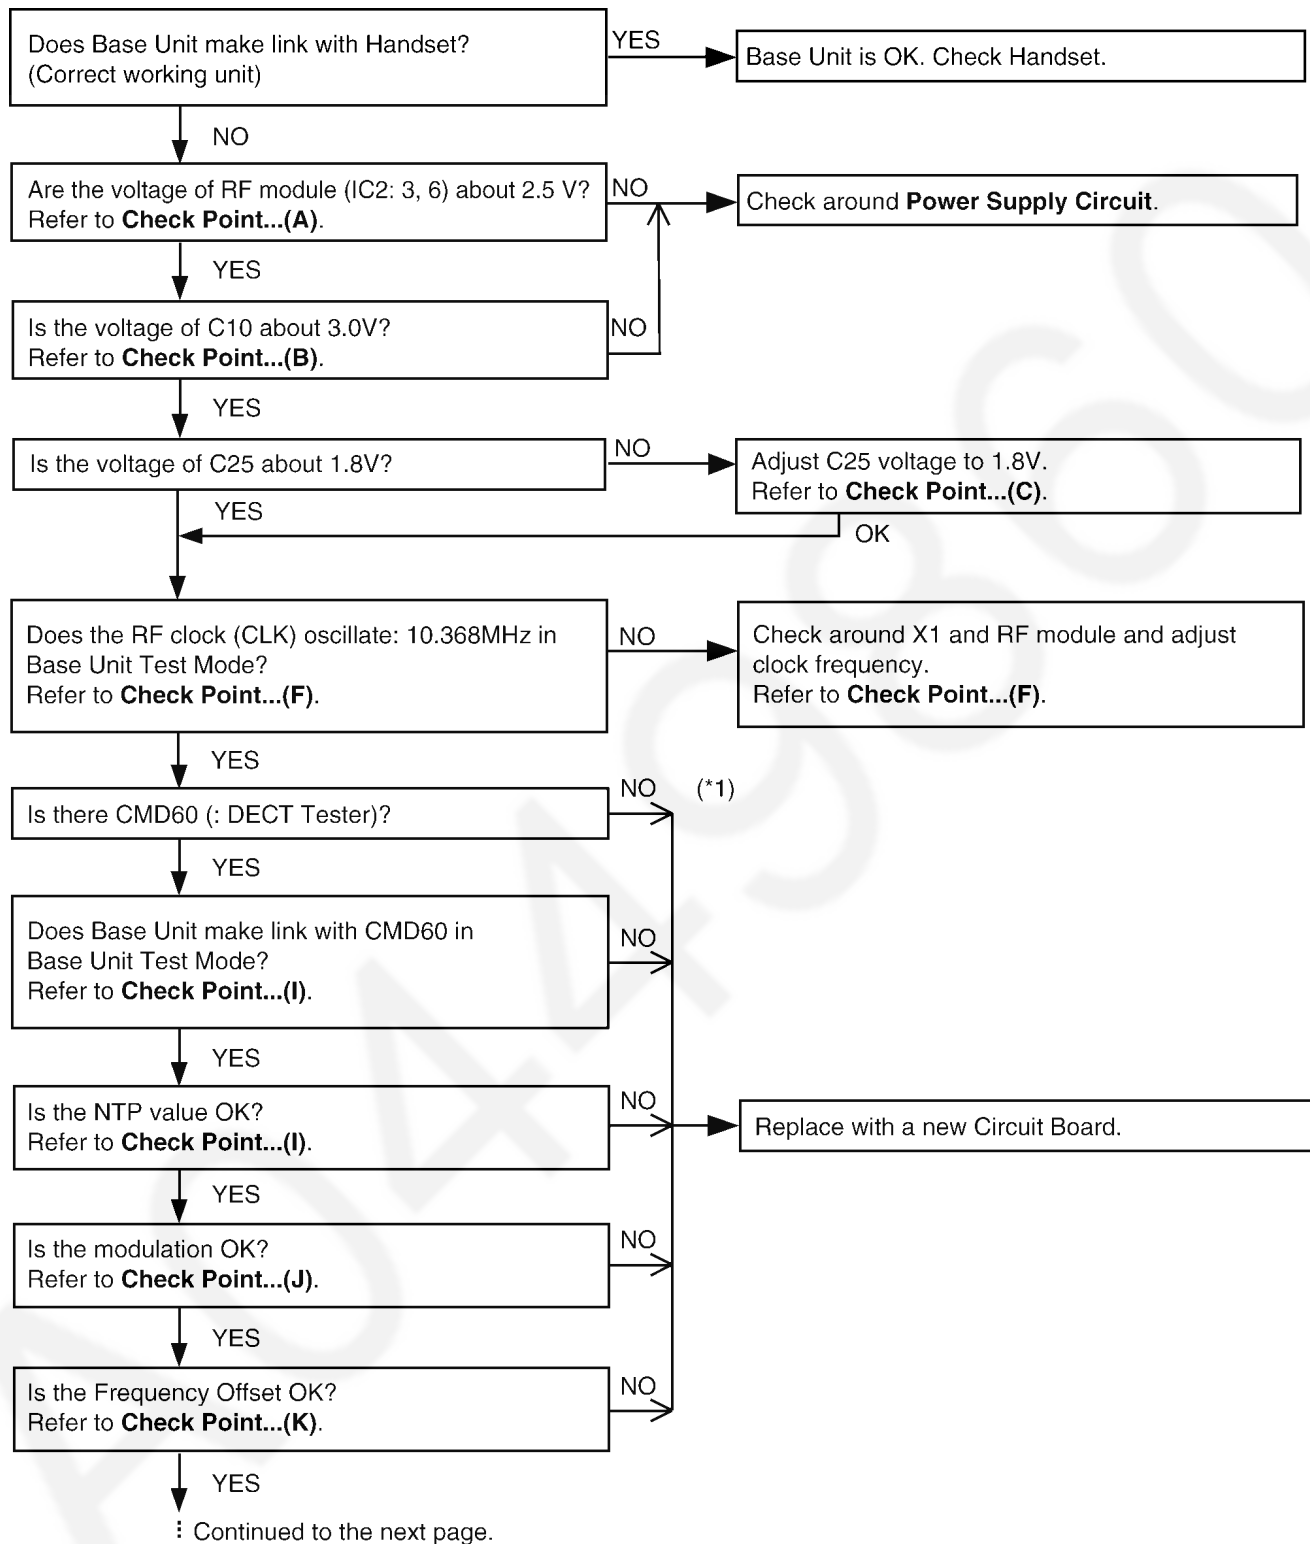 Does Base Unit make link with Handset?
(Correct working unit)
YES
Base Unit is OK. Check Handset.
NO
Are the voltage of RF module (IC2: 3, 6) about 2.5 V?
Refer to Check Point...(A).
NO
Check around Power Supply Circuit.
YES
Is the voltage of C10 about 3.0V?
Refer to Check Point...(B).
NO
YES
Is the voltage of C25 about 1.8V?
NO
Adjust C25 voltage to 1.8V.
Refer to Check Point...(C).
YES
OK
Does the RF clock (CLK) oscillate: 10.368MHz in
Base Unit Test Mode?
Refer to Check Point...(F).
NO
Check around X1 and RF module and adjust
clock frequency.
Refer to Check Point...(F).
YES
Is there CMD60 (: DECT Tester)?
NO
(*1)
YES
Does Base Unit make link with CMD60 in
Base Unit Test Mode?
Refer to Check Point...(I).
NO
YES
Is the NTP value OK?
Refer to Check Point...(I).
NO
Replace with a new Circuit Board.
YES
Is the modulation OK?
Refer to Check Point...(J).
NO
YES
Is the Frequency Offset OK?
Refer to Check Point...(K).
NO
YES
Continued to the next page.
A0449860